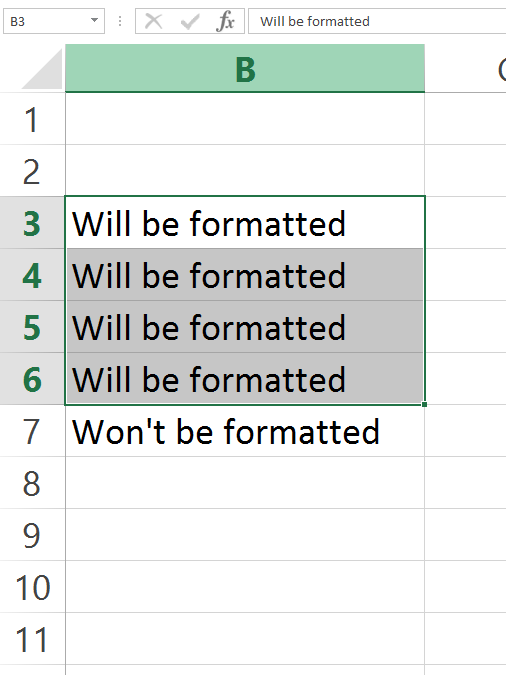 B3 fx Will be formatted
B
1
2
3 Will be formatted
4 Will be formatted
5 Will be formatted
6 Will be formatted
7 Won't be formatted
8
9
10
11